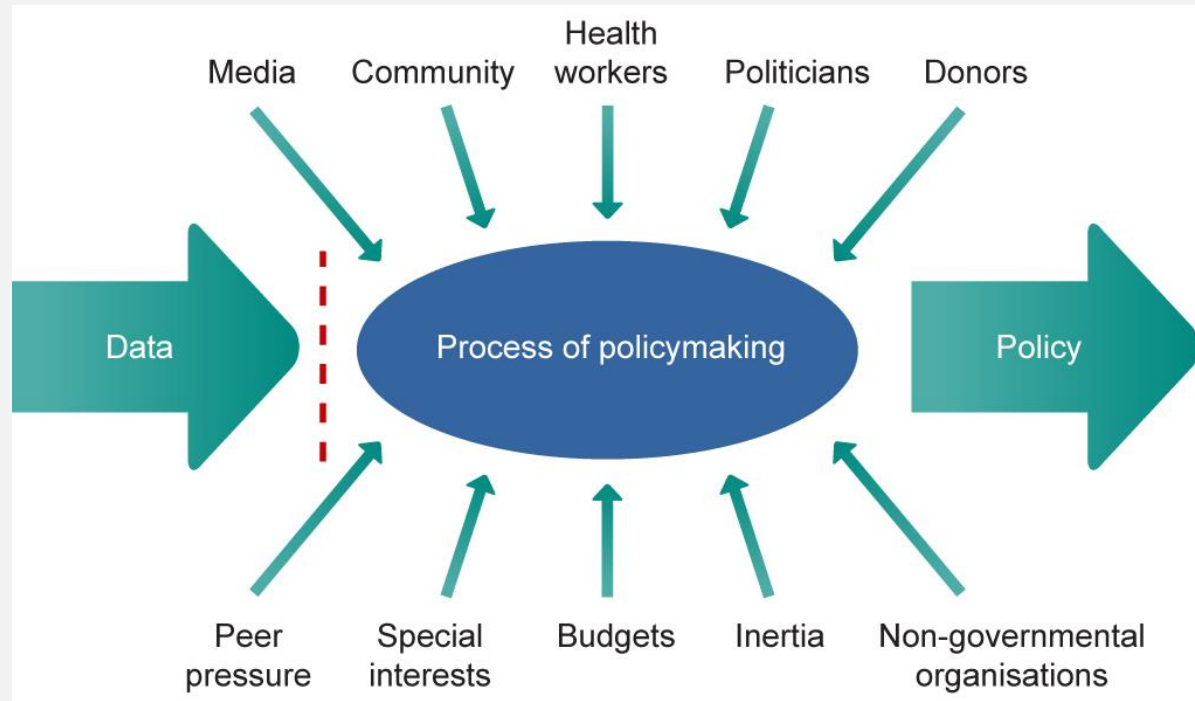 Health
workers
Media
Community
Politicians
Donors
Data
Process of policymaking
Policy
Peer
pressure
Special
interests
Budgets
Inertia
Non-governmental
organisations